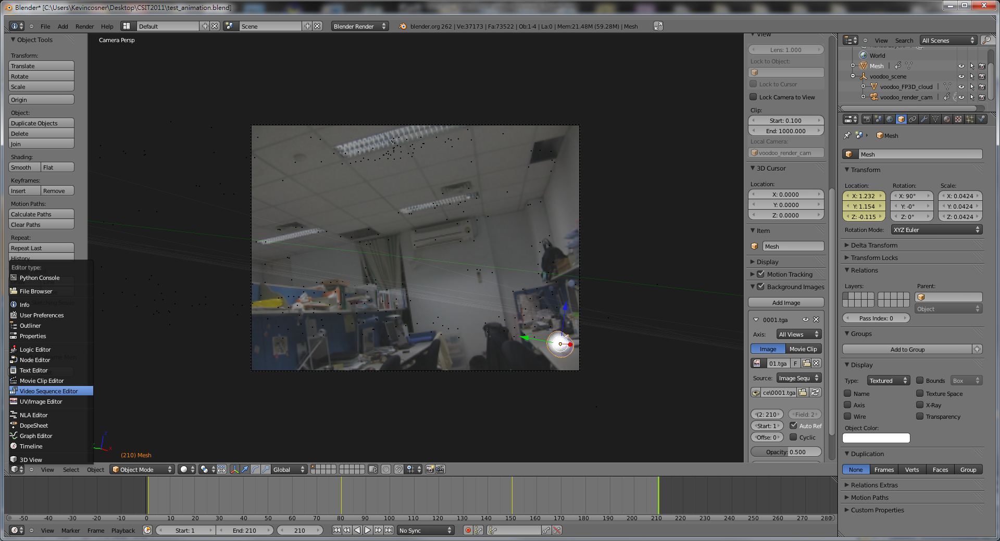 Blender* [C:\Users\Kevincosner\Desktop\CSIT2011\test_animation.blend]
File Add Render Help Default Scene Blender Render blender.org 262 | Ve:37173 | Fa:73522 | Ob:1-4 | La:0 | Mem:21.48M (59.28M) | Mesh
Object Tools
Transform:
Translate
Rotate
Scale
Origin
Object:
Duplicate Objects
Delete
Join
Shading:
Smooth Flat
Keyframes:
Insert Remove
Motion Paths:
Calculate Paths
Clear Paths
Repeat:
Repeat Last
History
Editor type:
Python Console
File Browser
Info
User Preferences
Outliner
Properties
Logic Editor
Node Editor
Text Editor
Movie Clip Editor
Video Sequence Editor
UV/Image Editor
NLA Editor
DopeSheet
Graph Editor
Timeline
3D View
Camera Persp
(210) Mesh
View Select Object Object Mode Global
View
Lens: 1.000
Lock to Object:
Lock to Cursor
Lock Camera to View
Clip:
Start: 0.100
End: 1000.000
Local Camera:
voodoo_render_cam
3D Cursor
Location:
X: 0.0000
Y: 0.0000
Z: 0.0000
Item
Mesh
Display
Motion Tracking
Background Images
Add Image
0001.tga
Axis: All Views
Image Movie Clip
01.tga F
Source: Image Sequ
ce\0001.tga
(2: 210 Field: 2
Start: 1 Auto Ref
Offse: 0 Cyclic
Opacity: 0.500
View Search All Scenes
World
Mesh
voodoo_scene
voodoo_FP3D_cloud
voodoo_render_cam
Mesh
Mesh
Transform
Location: Rotation: Scale:
X: 1.232 X: 90° X: 0.0424
Y: 1.154 Y: -0° Y: 0.0424
Z: -0.115 Z: 0° Z: 0.0424
Rotation Mode: XYZ Euler
Delta Transform
Transform Locks
Relations
Layers: Parent:
Object
Pass Index: 0
Groups
Add to Group
Display
Type: Textured Bounds Box
Name Texture Space
Axis X-Ray
Wire Transparency
Object Color:
Duplication
None Frames Verts Faces Group
Relations Extras
Motion Paths
Custom Properties
-50 -40 -30 -20 -10 0 10 20 30 40 50 60 70 80 90 100 110 120 130 140 150 160 170 180 190 200 210 220 230 240 250 260 270 280
View Marker Frame Playback Start: 1 End: 210 210 No Sync